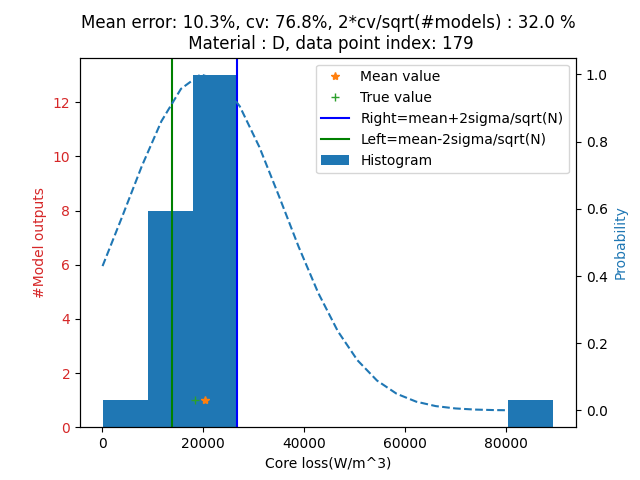 Mean error: 10.3%, cv: 76.8%, 2*cv/sqrt(#models) : 32.0 %
Material : D, data point index: 179
Mean value
True value
Right=mean+2sigma/sqrt(N)
Left=mean-2sigma/sqrt(N)
Histogram
#Model outputs
12
10
8
6
4
2
0
1.0
0.8
0.6
0.4
0.2
0.0
Probability
0 20000 40000 60000 80000
Core loss(W/m^3)